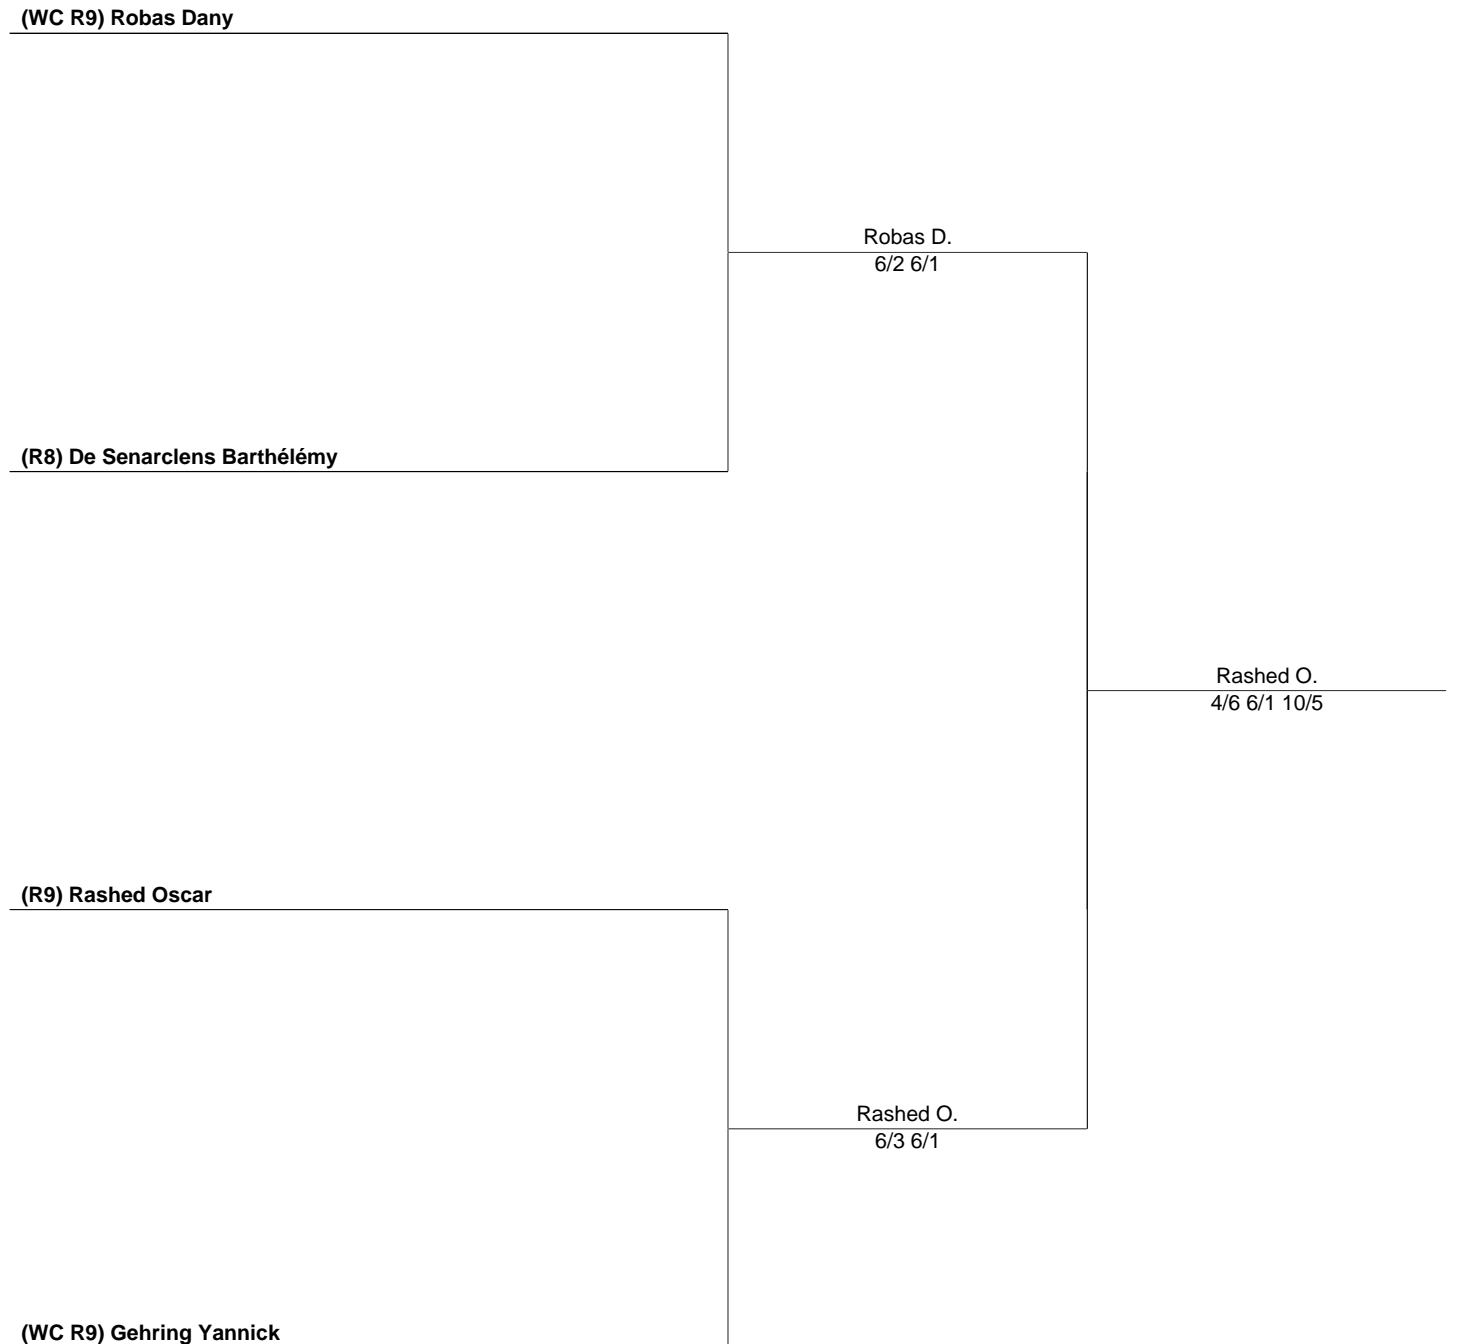 (WC R9) Robas Dany
Robas D.
6/2 6/1
(R8) De Senarclens Barthélémy
Rashed O.
4/6 6/1 10/5
(R9) Rashed Oscar
Rashed O.
6/3 6/1
(WC R9) Gehring Yannick